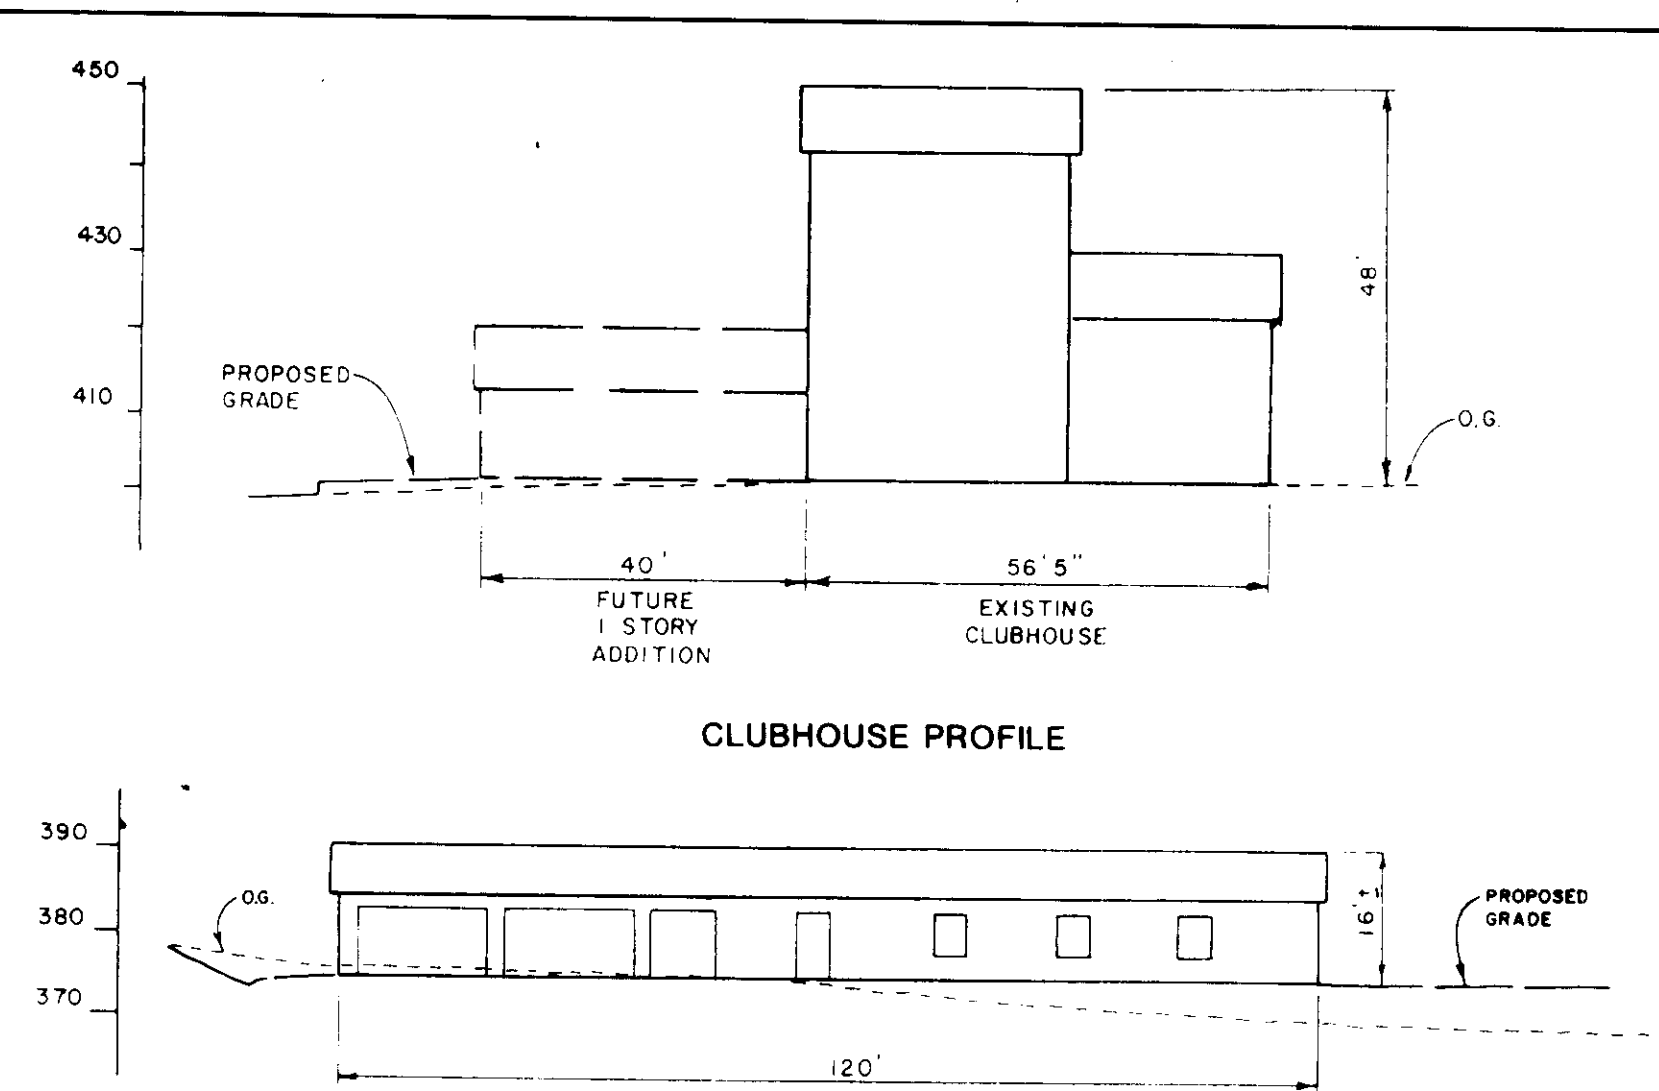 450
430
410
PROPOSED
GRADE
48'
O.G.
40'
FUTURE
1 STORY
ADDITION
56'5"
EXISTING
CLUBHOUSE
CLUBHOUSE PROFILE
390
380
370
O.G.
16'±
PROPOSED
GRADE
120'